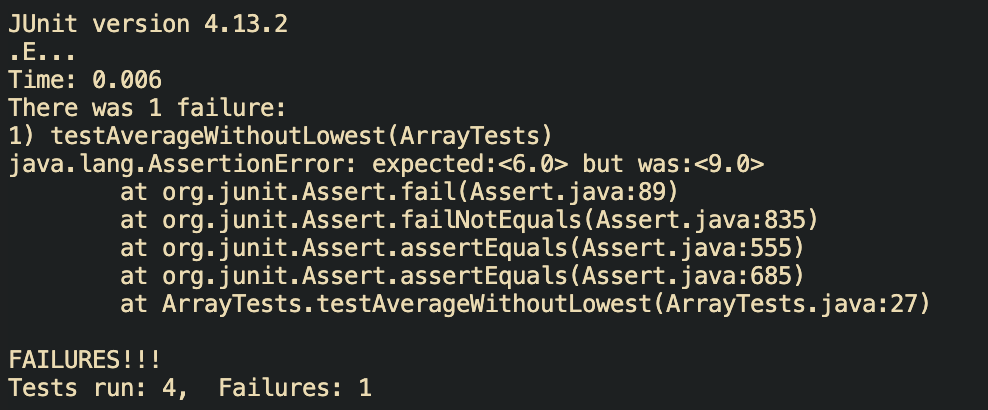 JUnit version 4.13.2
.E...
Time: 0.006
There was 1 failure:
1) testAverageWithoutLowest(ArrayTests)
java.lang.AssertionError: expected:<6.0> but was:<9.0>
        at org.junit.Assert.fail(Assert.java:89)
        at org.junit.Assert.failNotEquals(Assert.java:835)
        at org.junit.Assert.assertEquals(Assert.java:555)
        at org.junit.Assert.assertEquals(Assert.java:685)
        at ArrayTests.testAverageWithoutLowest(ArrayTests.java:27)

FAILURES!!!
Tests run: 4,  Failures: 1